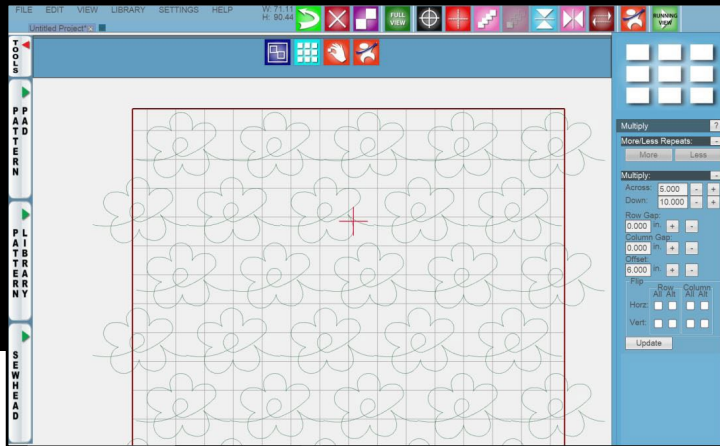 FILE EDIT VIEW LIBRARY SETTINGS HELP
W: 71.11
H: 90.44
FULL VIEW
RUNNING VIEW
Untitled Project*
TOOLS
PATTERN PAD
PATTERN LIBRARY
SEWHEAD
Multiply ?
More/Less Repeats: -
More Less
Multiply: -
Across: 5.000 - +
Down: 10.000 - +
Row Gap:
0.000 in. + -
Column Gap:
0.000 in. + -
Offset:
6.000 in. + -
Flip
Row Column
All Alt All Alt
Horz:
Vert:
Update